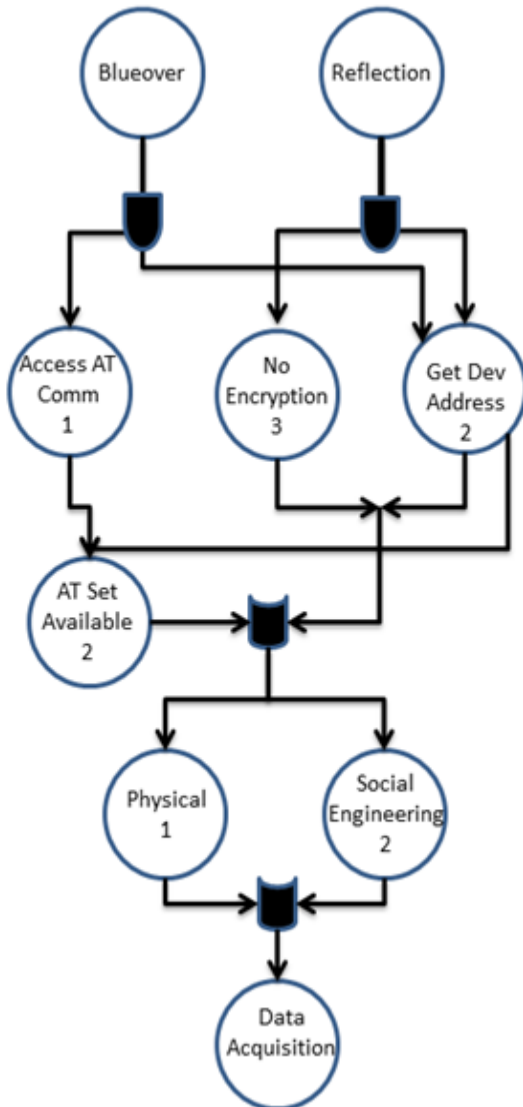 Blueover
Reflection
Access AT
Comm
1
No
Encryption
3
Get Dev
Address
2
AT Set
Available
2
Physical
1
Social
Engineering
2
Data
Acquisition